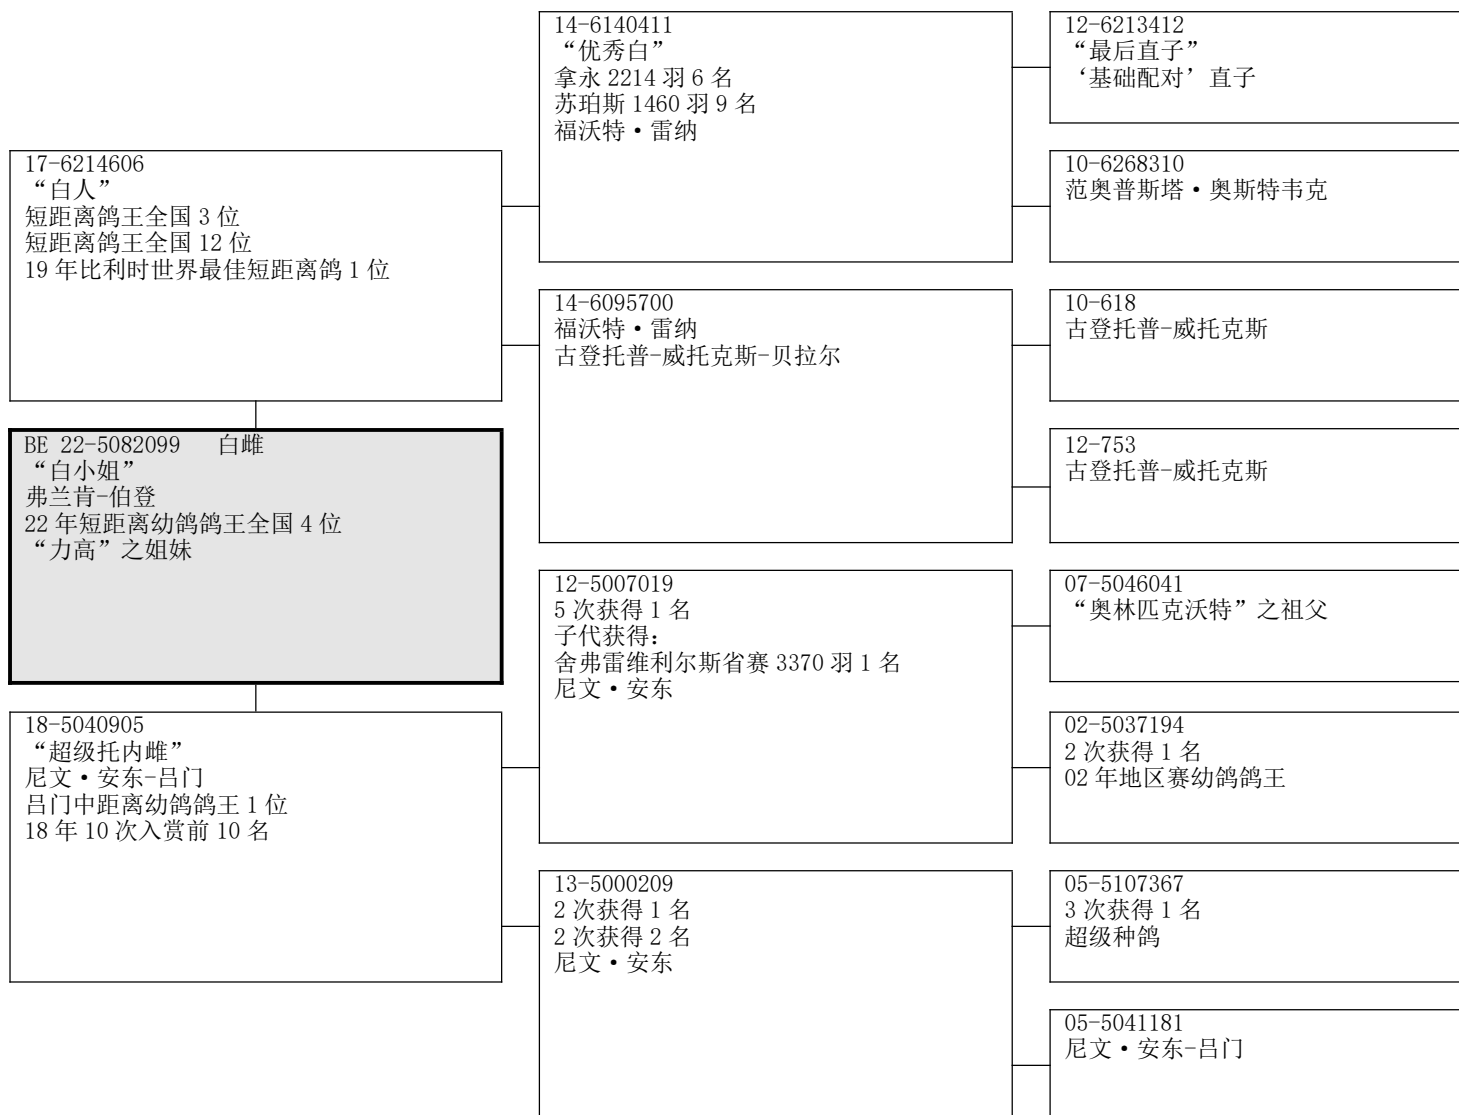 17-6214606
“白人”
短距离鸽王全国 3 位
短距离鸽王全国 12 位
19 年比利时世界最佳短距离鸽 1 位
BE 22-5082099 白雌
“白小姐”
弗兰肯-伯登
22 年短距离幼鸽鸽王全国 4 位
“力高”之姐妹
18-5040905
“超级托内雌”
尼文•安东-吕门
吕门中距离幼鸽鸽王 1 位
18 年 10 次入赏前 10 名
14-6140411
“优秀白”
拿永 2214 羽 6 名
苏珀斯 1460 羽 9 名
福沃特•雷纳
14-6095700
福沃特•雷纳
古登托普-威托克斯-贝拉尔
12-5007019
5 次获得 1 名
子代获得：
舍弗雷维利尔斯省赛 3370 羽 1 名
尼文•安东
13-5000209
2 次获得 1 名
2 次获得 2 名
尼文•安东
12-6213412
“最后直子”
‘基础配对’直子
10-6268310
范奥普斯塔•奥斯特韦克
10-618
古登托普-威托克斯
12-753
古登托普-威托克斯
07-5046041
“奥林匹克沃特”之祖父
02-5037194
2 次获得 1 名
02 年地区赛幼鸽鸽王
05-5107367
3 次获得 1 名
超级种鸽
05-5041181
尼文•安东-吕门